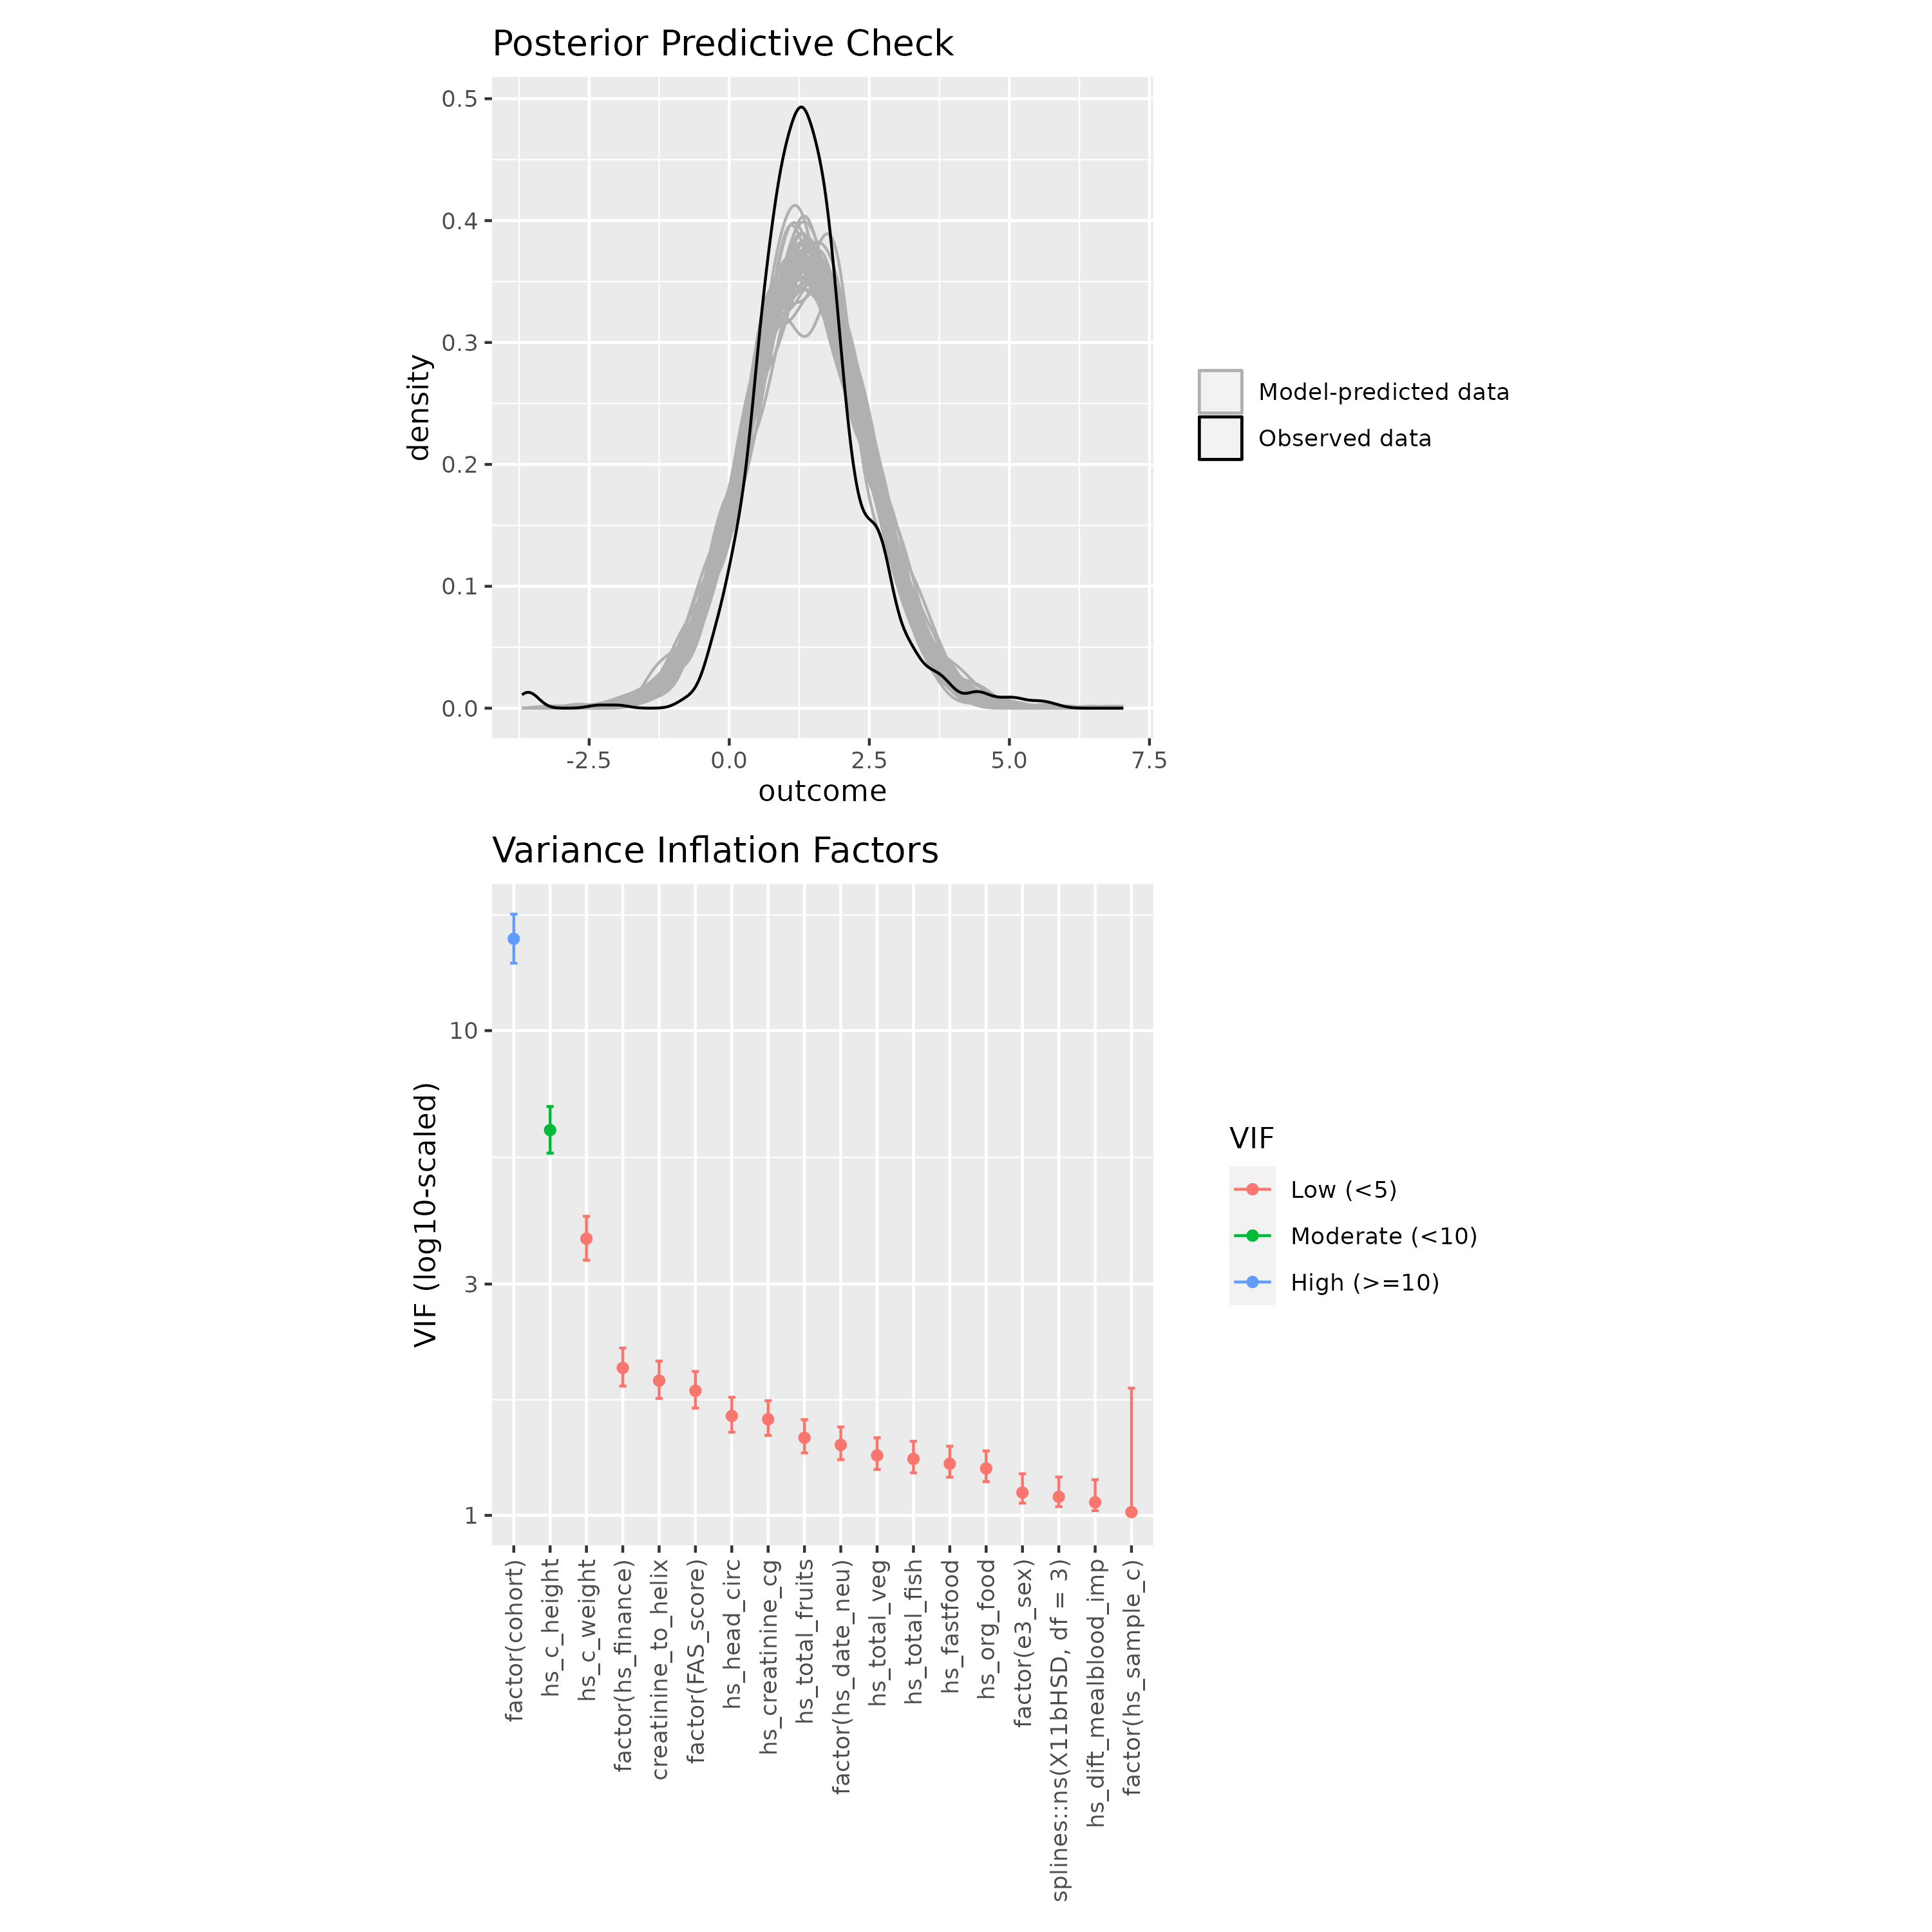 Posterior Predictive Check
0.5
0.4
0.3
0.2
0.1
0.0
density
-2.5 0.0 2.5 5.0 7.5
outcome
Model-predicted data
Observed data
Variance Inflation Factors
10
3
1
VIF (log10-scaled)
factor(cohort)
hs_c_height
hs_c_weight
factor(hs_finance)
creatinine_to_helix
factor(FAS_score)
hs_head_circ
hs_creatinine_cg
hs_total_fruits
factor(hs_date_neu)
hs_total_veg
hs_total_fish
hs_fastfood
hs_org_food
factor(e3_sex)
splines::ns(X11bHSD, df = 3)
hs_dift_mealblood_imp
factor(hs_sample_c)
VIF
Low (<5)
Moderate (<10)
High (>=10)